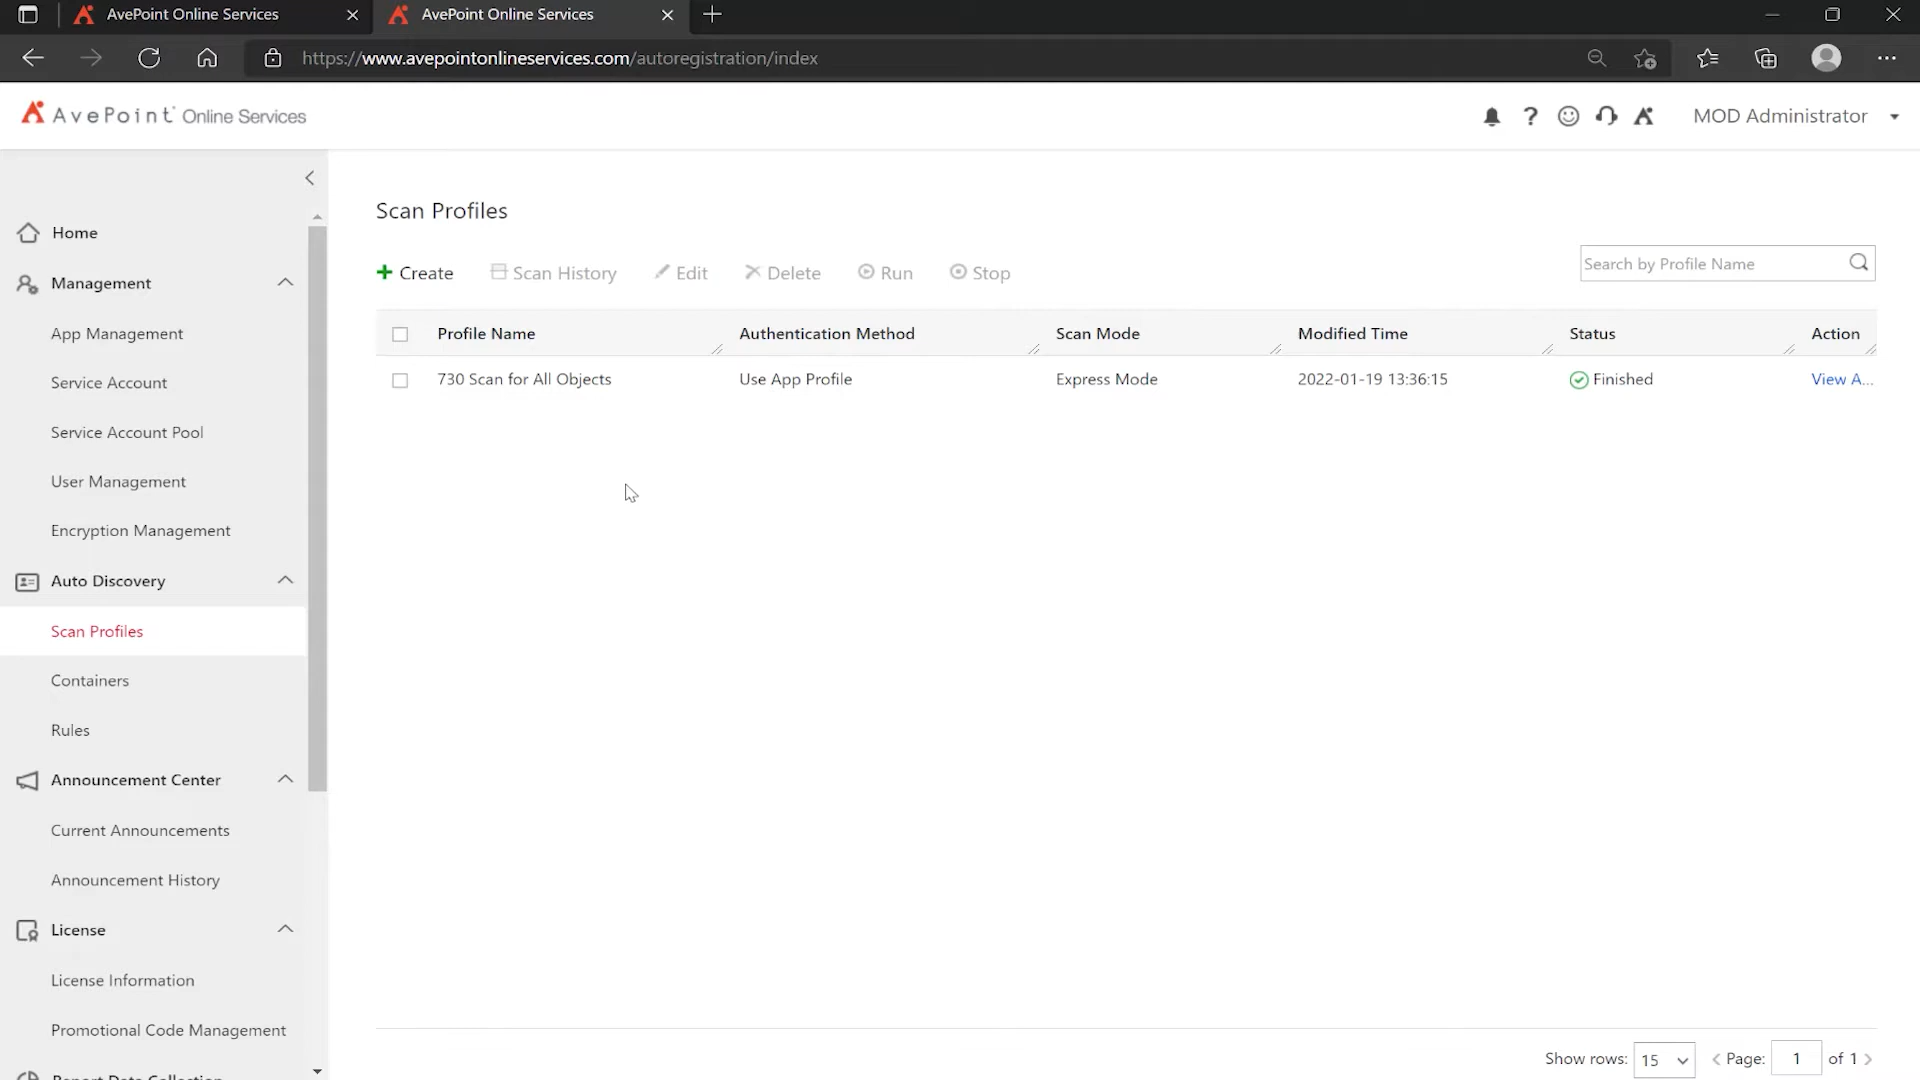 AvePoint Online Services
AvePoint Online Services
https://www.avepointonlineservices.com/autoregistration/index
AvePoint Online Services
MOD Administrator
Home
Management
App Management
Service Account
Service Account Pool
User Management
Encryption Management
Auto Discovery
Scan Profiles
Containers
Rules
Announcement Center
Current Announcements
Announcement History
License
License Information
Promotional Code Management
Report Data Collection
Scan Profiles
Create Scan History Edit Delete Run Stop
Search by Profile Name
Profile Name Authentication Method Scan Mode Modified Time Status Action
730 Scan for All Objects Use App Profile Express Mode 2022-01-19 13:36:15 Finished View A...
Show rows: 15 Page: 1 of 1